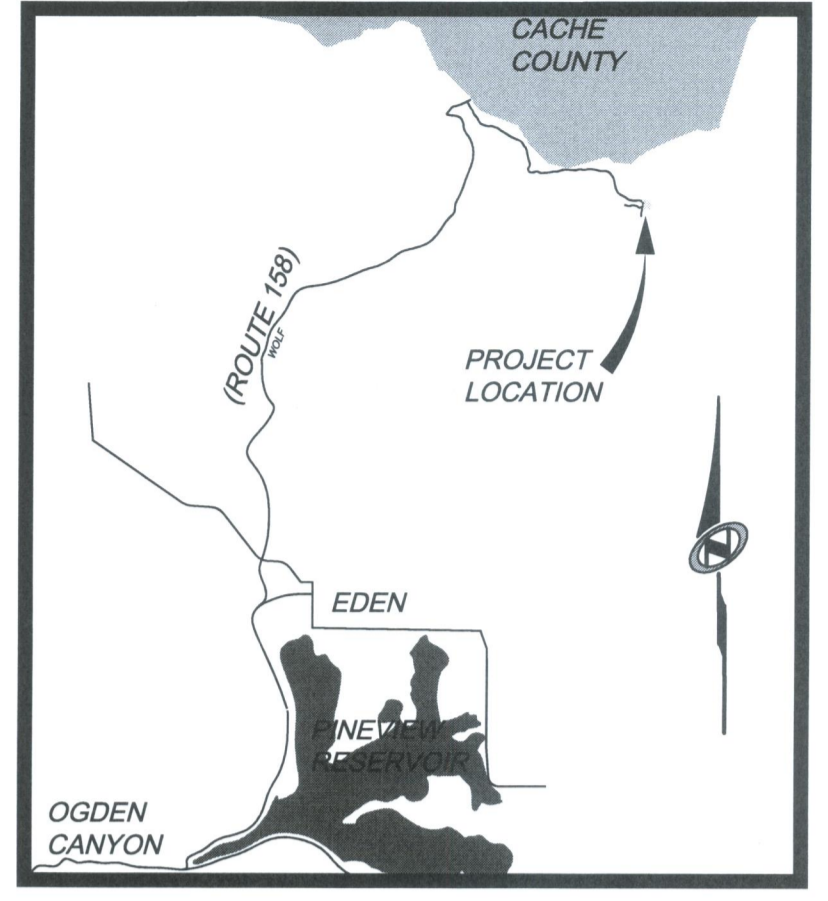 CACHE
COUNTY
(ROUTE 158)
WOLF
PROJECT
LOCATION
N
EDEN
PINEVIEW
RESERVOIR
OGDEN
CANYON